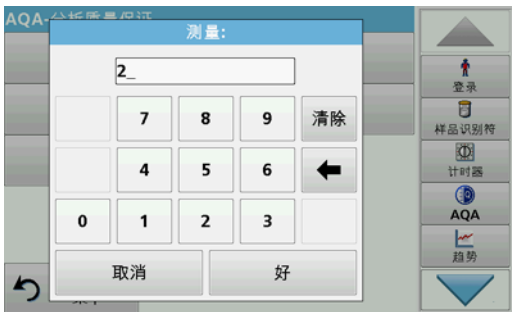 AQA-分析质量保证
测量:
2_
7 8 9 清除
4 5 6
0 1 2 3
取消 好
登录
样品识别符
计时器
AQA
趋势